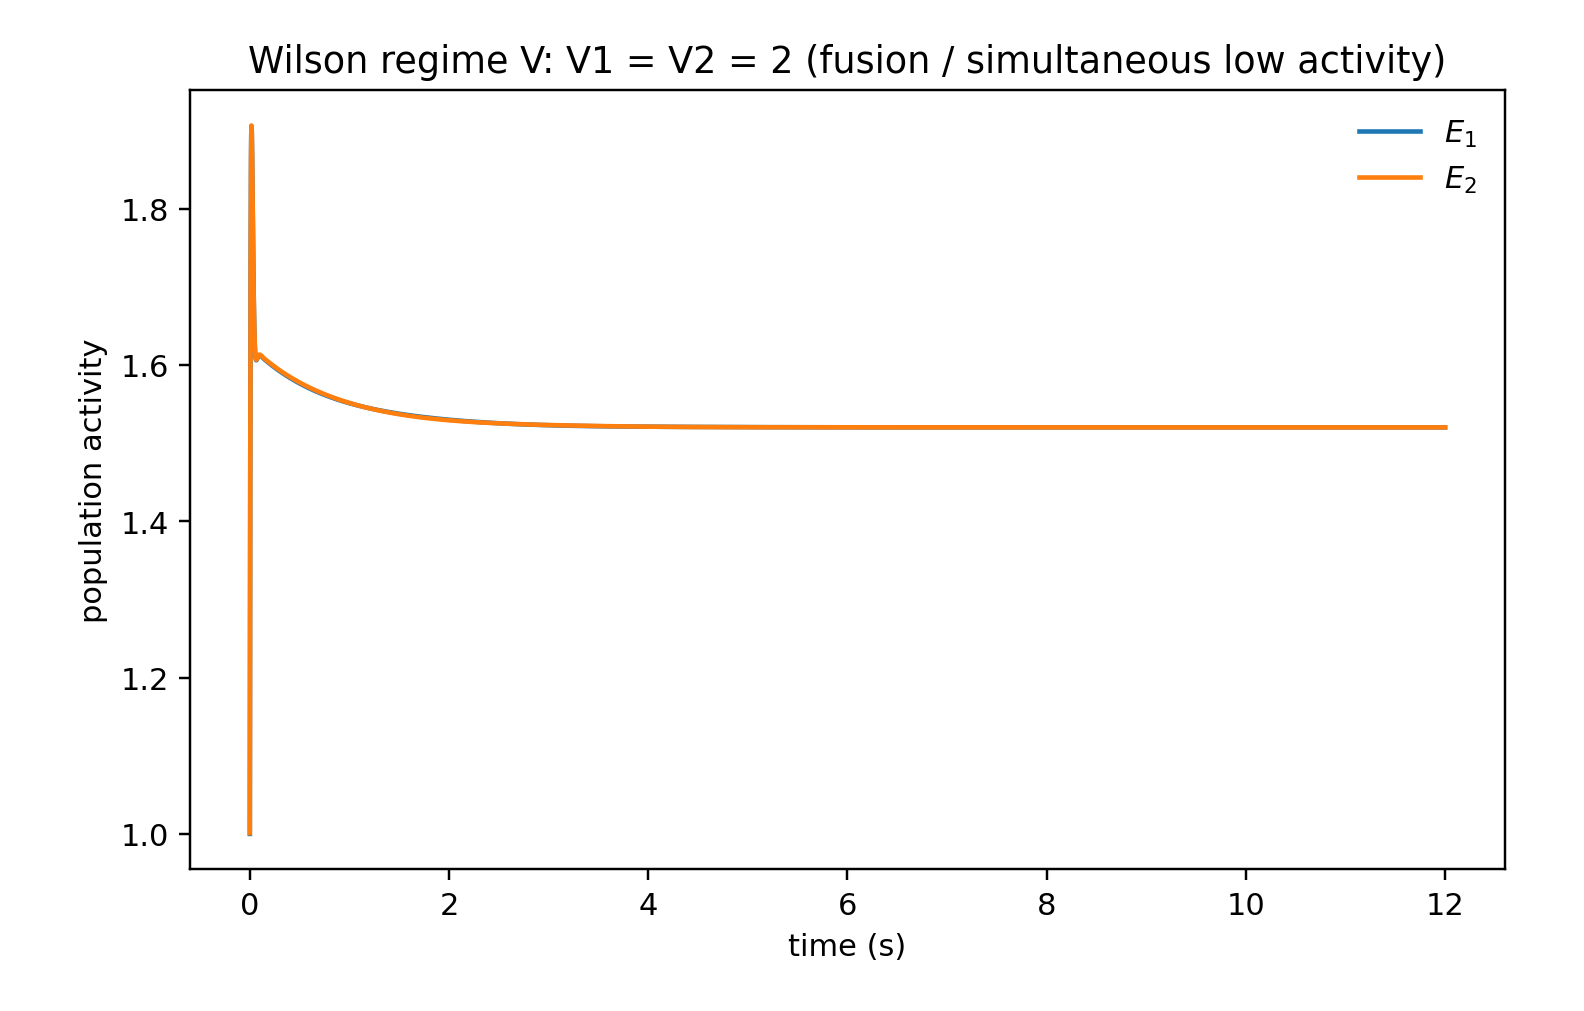 Wilson regime V: V1 = V2 = 2 (fusion / simultaneous low activity)
E₁
E₂
population activity
1.8
1.6
1.4
1.2
1.0
0 2 4 6 8 10 12
time (s)